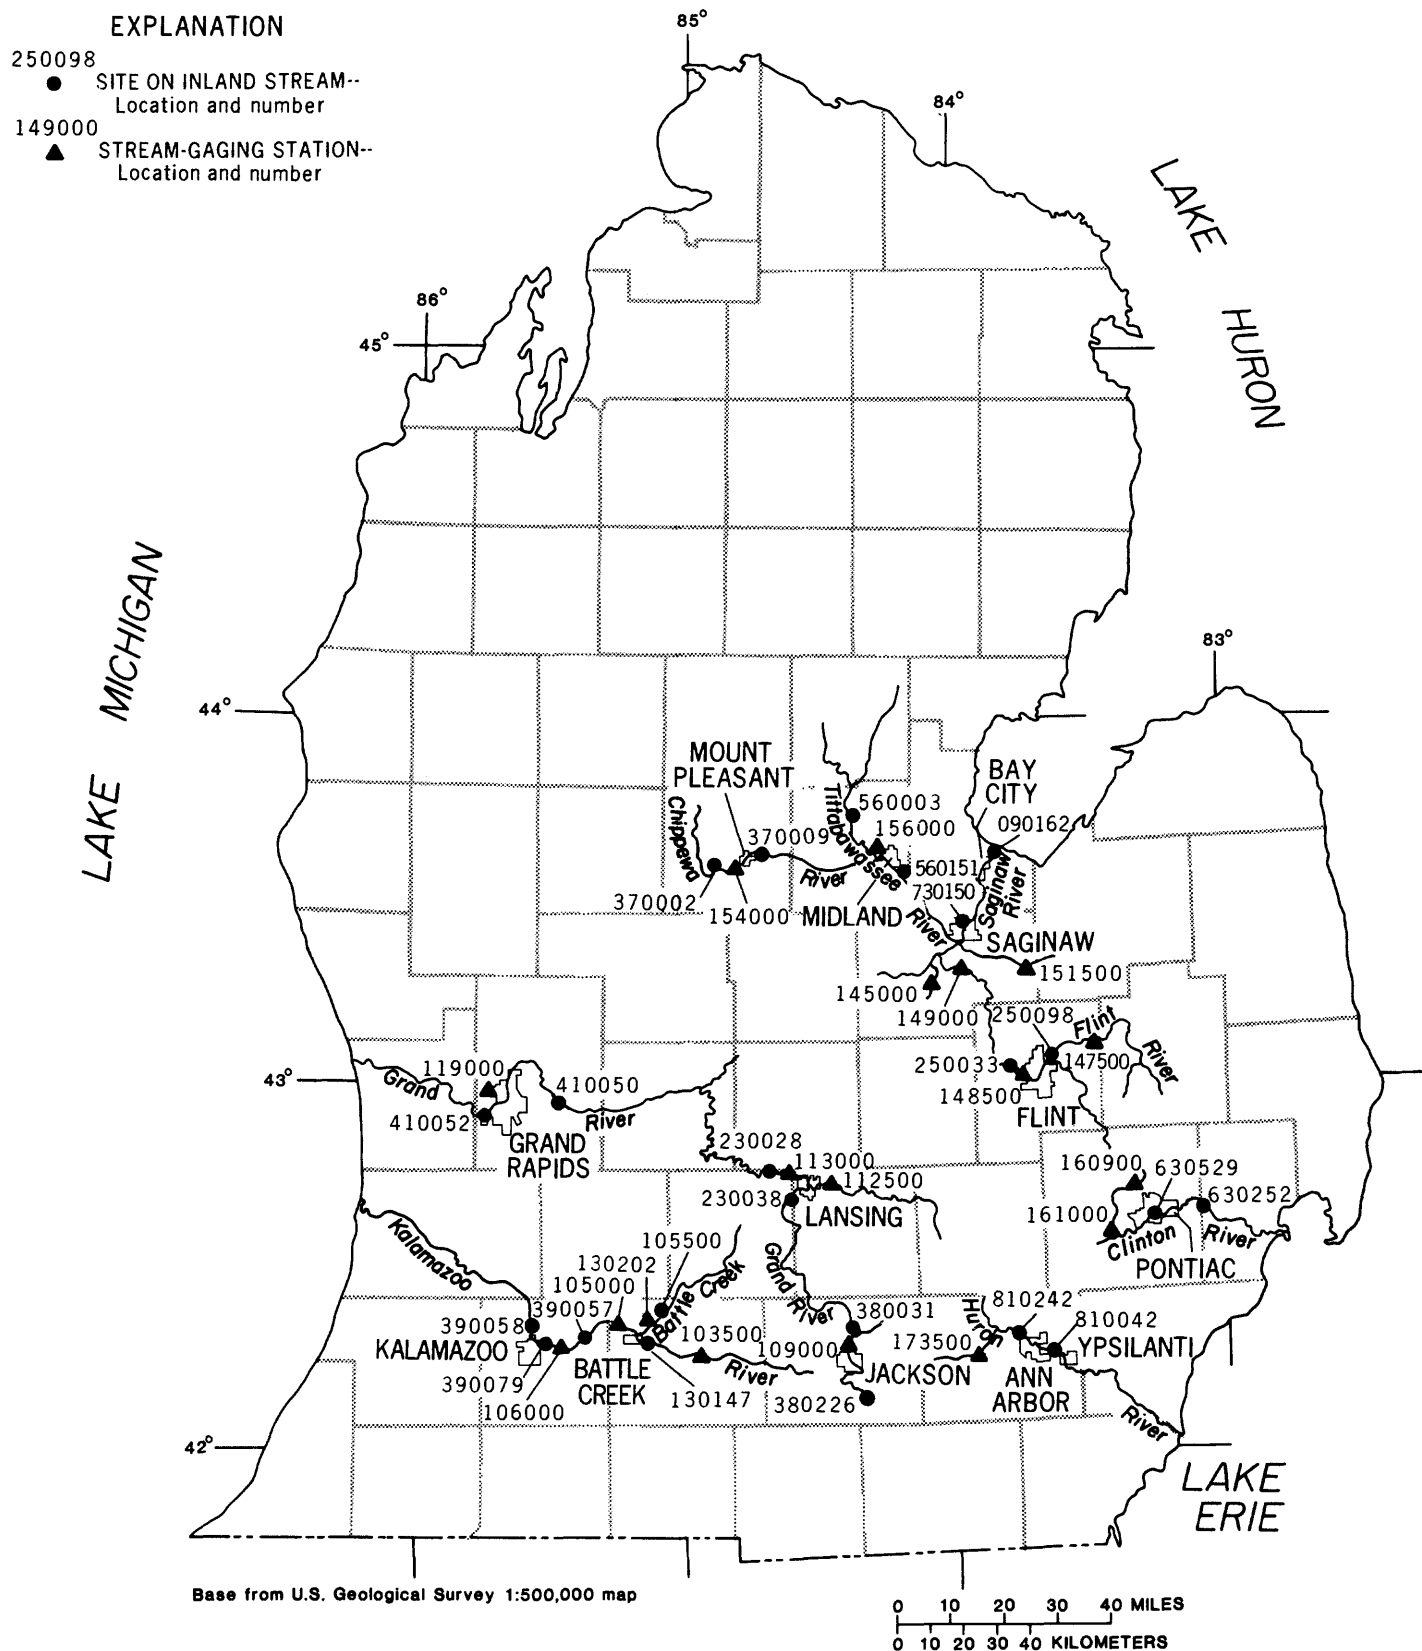 EXPLANATION
250098
SITE ON INLAND STREAM--
Location and number
149000
STREAM-GAGING STATION--
Location and number
85°
84°
LAKE
HURON
86°
45°
LAKE MICHIGAN
83°
44°
MOUNT
PLEASANT
BAY
CITY
Chippewa
Tittabawassee
560003
156000
090162
370009
River
560151
730150
Saginaw
River
370002
154000
MIDLAND
River
SAGINAW
151500
145000
149000
250098
Flint
River
43°
119000
Grand
410050
250033
147500
148500
410052
River
FLINT
GRAND
RAPIDS
230028
113000
112500
160900
630529
630252
230038
LANSING
161000
Clinton
River
PONTIAC
Kalamazoo
105500
130202
105000
Battle Creek
Grand River
390057
390058
380031
Huron
810242
810042
KALAMAZOO
103500
109000
173500
YPSILANTI
390079
BATTLE
CREEK
River
JACKSON
ANN
ARBOR
106000
130147
380226
River
42°
LAKE
ERIE
Base from U.S. Geological Survey 1:500,000 map
0 10 20 30 40 MILES
0 10 20 30 40 KILOMETERS